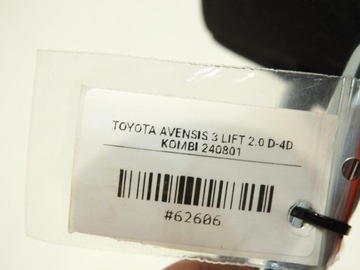 TOYOTA AVENSIS 3 LIFT 2.0 D-4D
KOMBI 240801
#62606